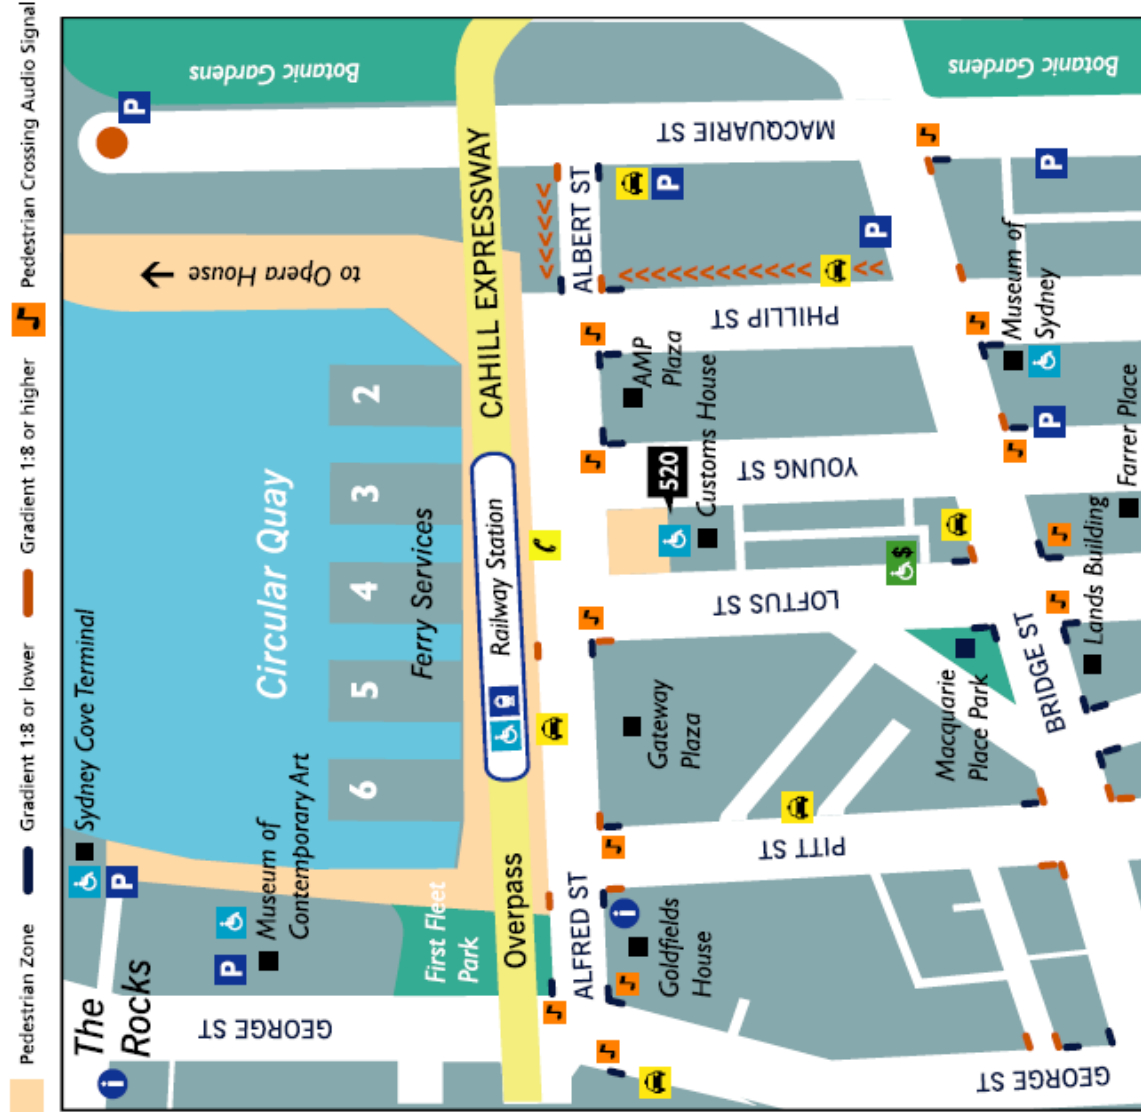 Pedestrian Zone
Gradient 1:8 or lower
Gradient 1:8 or higher
Pedestrian Crossing Audio Signal
Sydney Cove Terminal
P
The
Rocks
i
GEORGE ST
P
Museum of
Contemporary Art
First Fleet
Park
Circular Quay
6
5
4
3
2
Ferry Services
to Opera House
Botanic Gardens
P
Overpass
Railway Station
CAHILL EXPRESSWAY
ALFRED ST
ALBERT ST
MACQUARIE ST
i
Goldfields
House
PITT ST
Gateway
Plaza
LOFTUS ST
520
Customs House
YOUNG ST
AMP
Plaza
PHILLIP ST
P
P
Botanic Gardens
$
Macquarie
Place Park
BRIDGE ST
Lands Building
Farrer Place
P
Museum of
Sydney
P
GEORGE ST